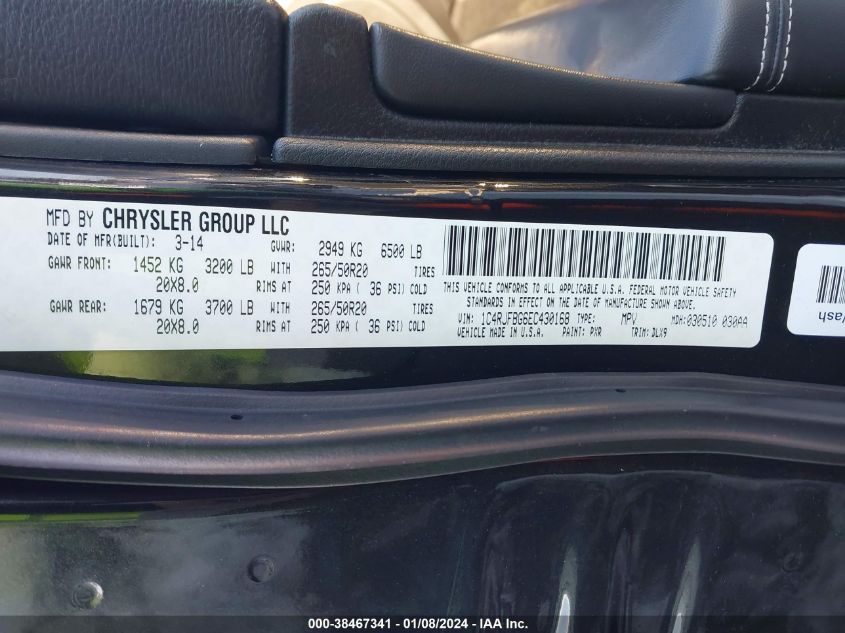 MFD BY CHRYSLER GROUP LLC
DATE OF MFR(BUILT): 3-14 GVWR: 2949 KG 6500 LB
GAWR FRONT: 1452 KG 3200 LB WITH 265/50R20 TIRES
20X8.0 RIMS AT 250 KPA ( 36 PSI) COLD
GAWR REAR: 1679 KG 3700 LB WITH 265/50R20 TIRES
20X8.0 RIMS AT 250 KPA ( 36 PSI) COLD
THIS VEHICLE CONFORMS TO ALL APPLICABLE U.S.A. FEDERAL MOTOR VEHICLE SAFETY
STANDARDS IN EFFECT ON THE DATE OF MANUFACTURE SHOWN ABOVE.
VIN: 1C4RJFBG6EC430168 TYPE: MPV MDH:030510 030AA
VEHICLE MADE IN U.S.A. PAINT: PXR TRIM: DLX9
Wash
000-38467341 - 01/08/2024 - IAA Inc.